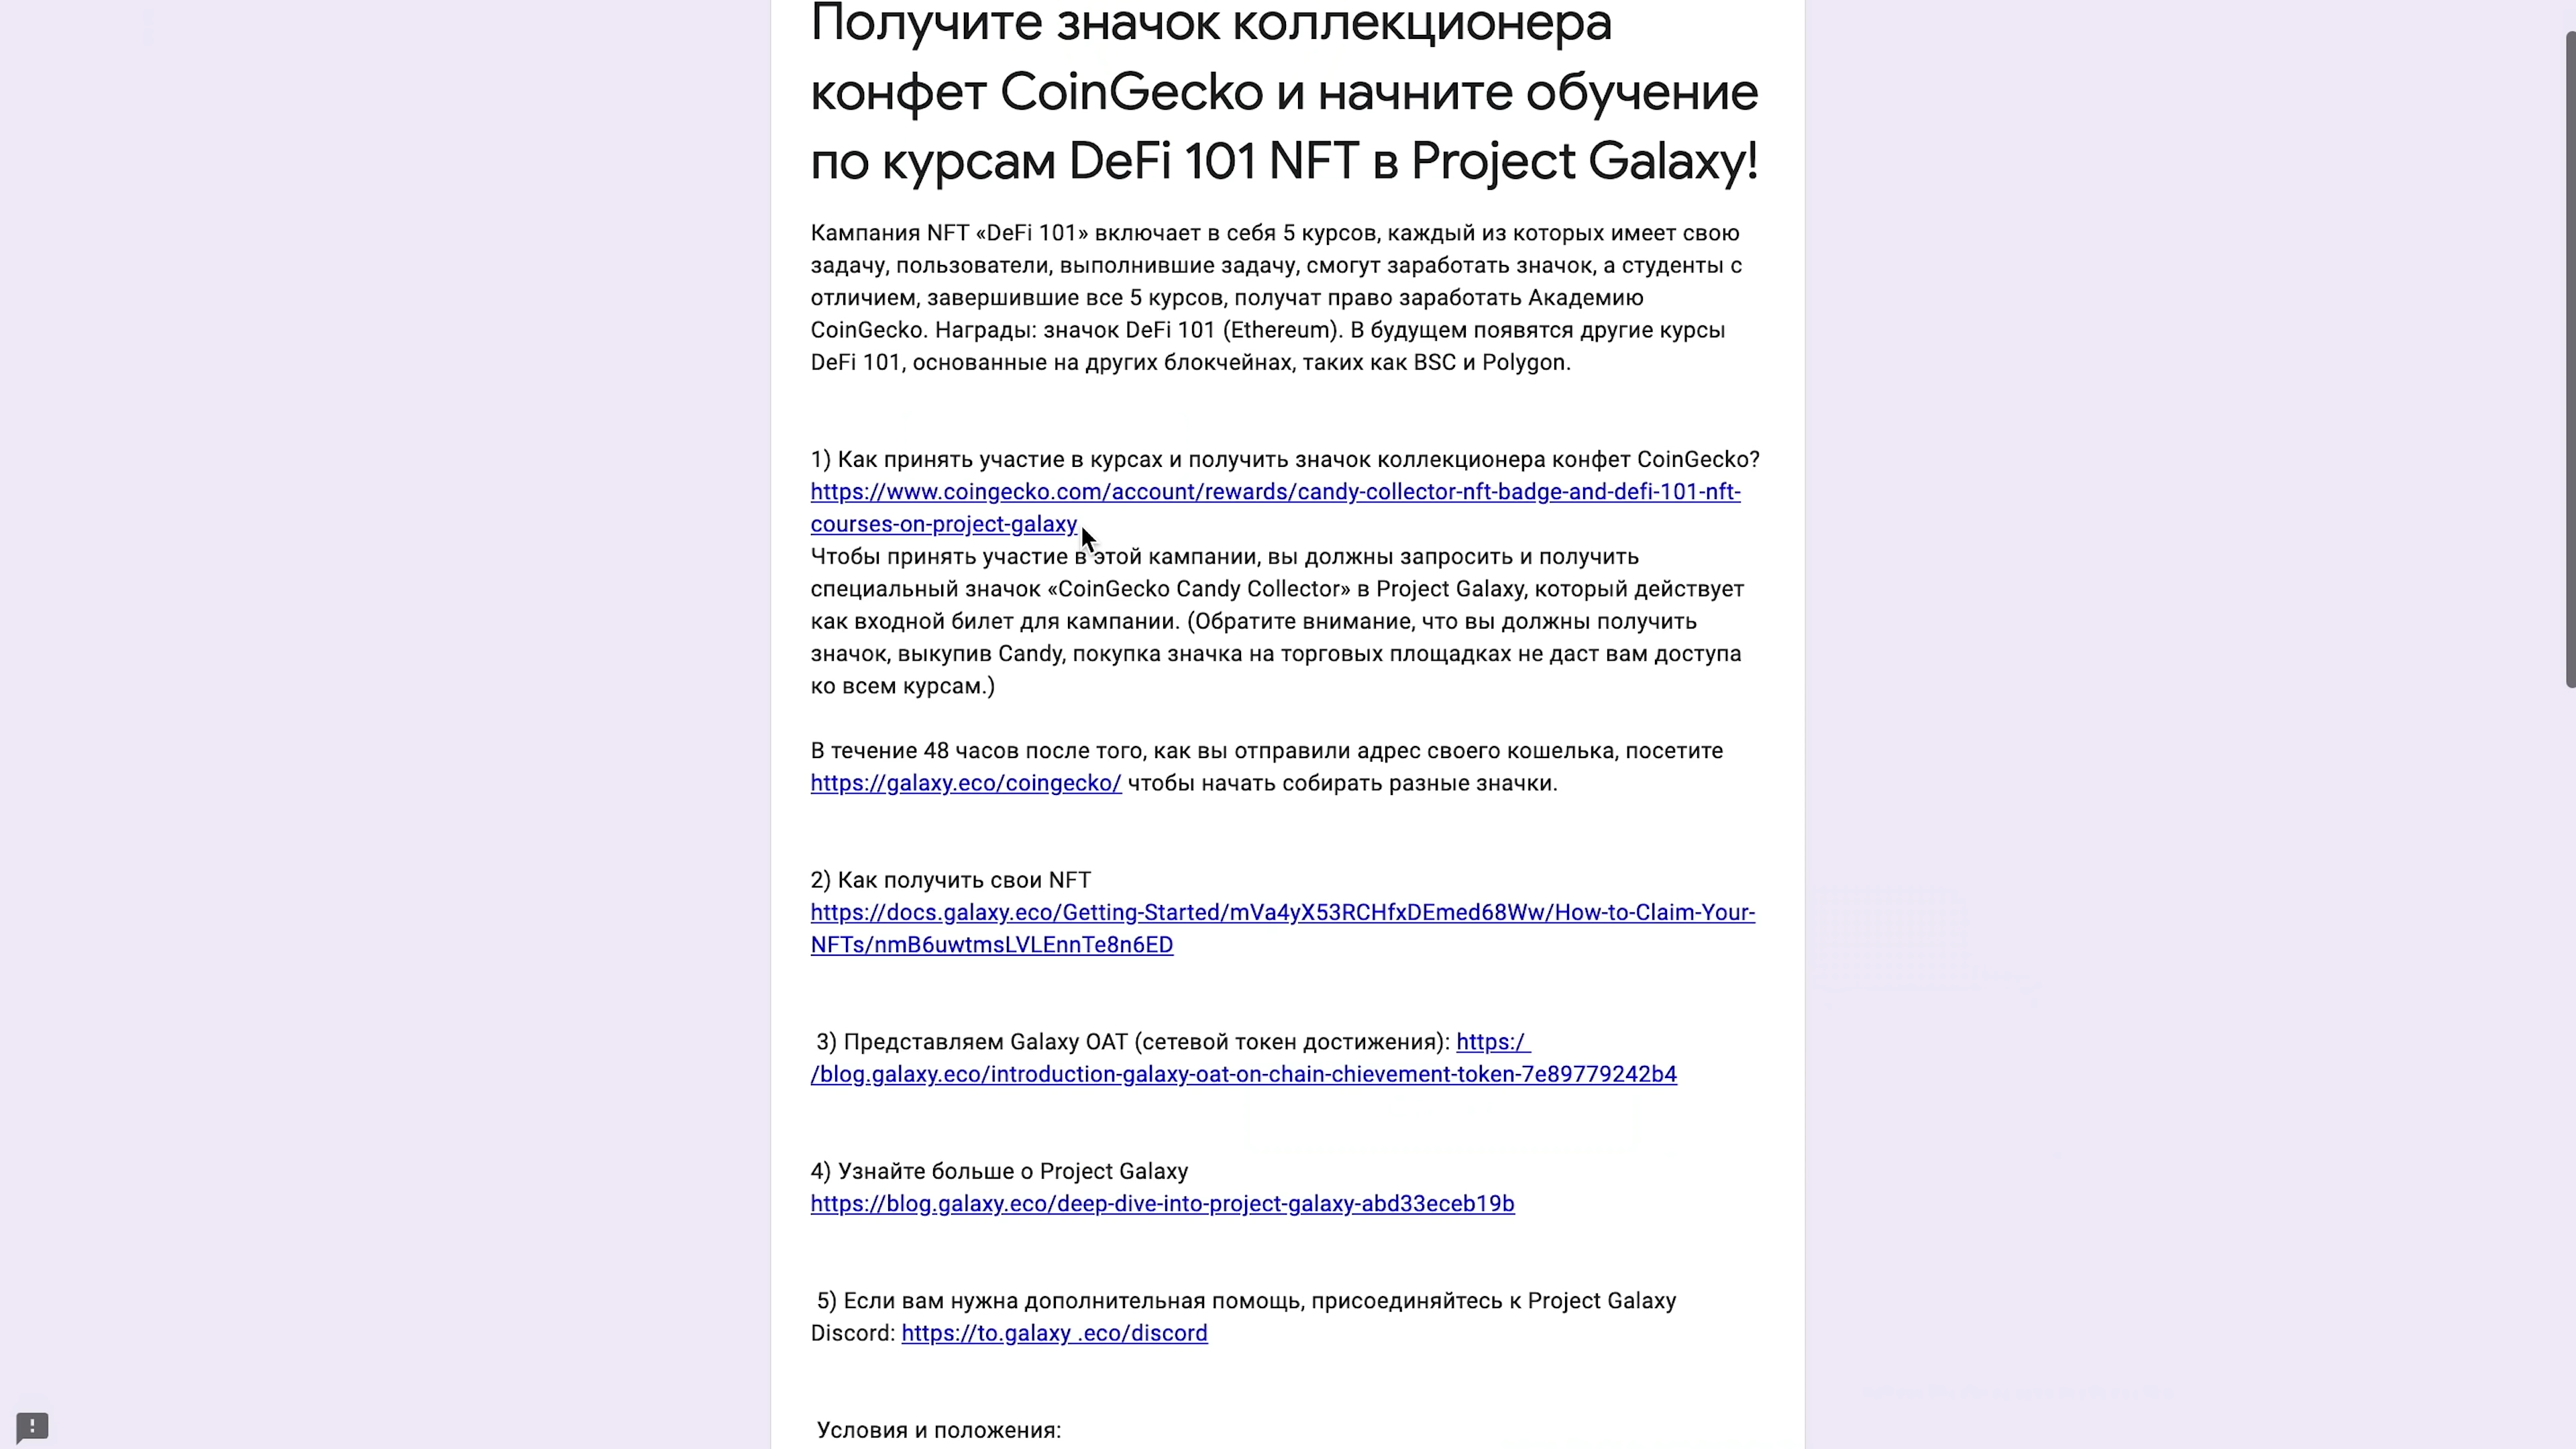 Получите значок коллекционера
конфет CoinGecko и начните обучение
по курсам DeFi 101 NFT в Project Galaxy!
Кампания NFT «DeFi 101» включает в себя 5 курсов, каждый из которых имеет свою
задачу, пользователи, выполнившие задачу, смогут заработать значок, а студенты с
отличием, завершившие все 5 курсов, получат право заработать Академию
CoinGecko. Награды: значок DeFi 101 (Ethereum). В будущем появятся другие курсы
DeFi 101, основанные на других блокчейнах, таких как BSC и Polygon.
1) Как принять участие в курсах и получить значок коллекционера конфет CoinGecko?
https://www.coingecko.com/account/rewards/candy-collector-nft-badge-and-defi-101-nft-
courses-on-project-galaxy
Чтобы принять участие в этой кампании, вы должны запросить и получить
специальный значок «CoinGecko Candy Collector» в Project Galaxy, который действует
как входной билет для кампании. (Обратите внимание, что вы должны получить
значок, выкупив Candy, покупка значка на торговых площадках не даст вам доступа
ко всем курсам.)
В течение 48 часов после того, как вы отправили адрес своего кошелька, посетите
https://galaxy.eco/coingecko/ чтобы начать собирать разные значки.
2) Как получить свои NFT
https://docs.galaxy.eco/Getting-Started/mVa4yX53RCHfxDEmed68Ww/How-to-Claim-Your-
NFTs/nmB6uwtmsLVLEnnTe8n6ED
3) Представляем Galaxy OAT (сетевой токен достижения): https:/
/blog.galaxy.eco/introduction-galaxy-oat-on-chain-chievement-token-7e89779242b4
4) Узнайте больше о Project Galaxy
https://blog.galaxy.eco/deep-dive-into-project-galaxy-abd33eceb19b
5) Если вам нужна дополнительная помощь, присоединяйтесь к Project Galaxy
Discord: https://to.galaxy .eco/discord
Условия и положения: